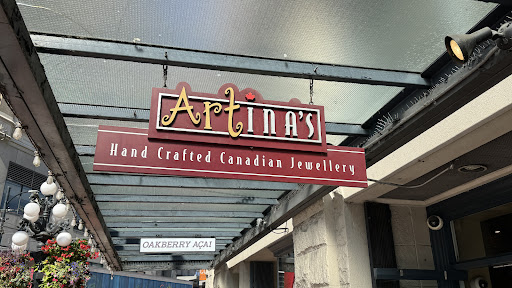 Artina's
Hand Crafted Canadian Jewellery
OAKBERRY AÇAI